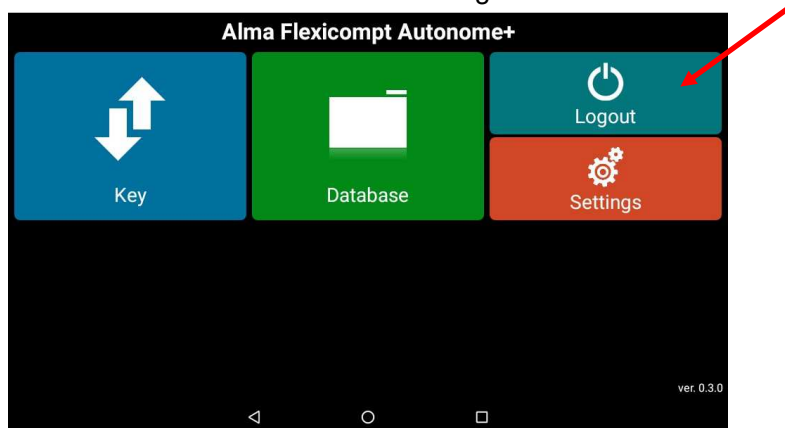 Alma Flexicompt Autonome+
Key
Database
Logout
Settings
ver. 0.3.0